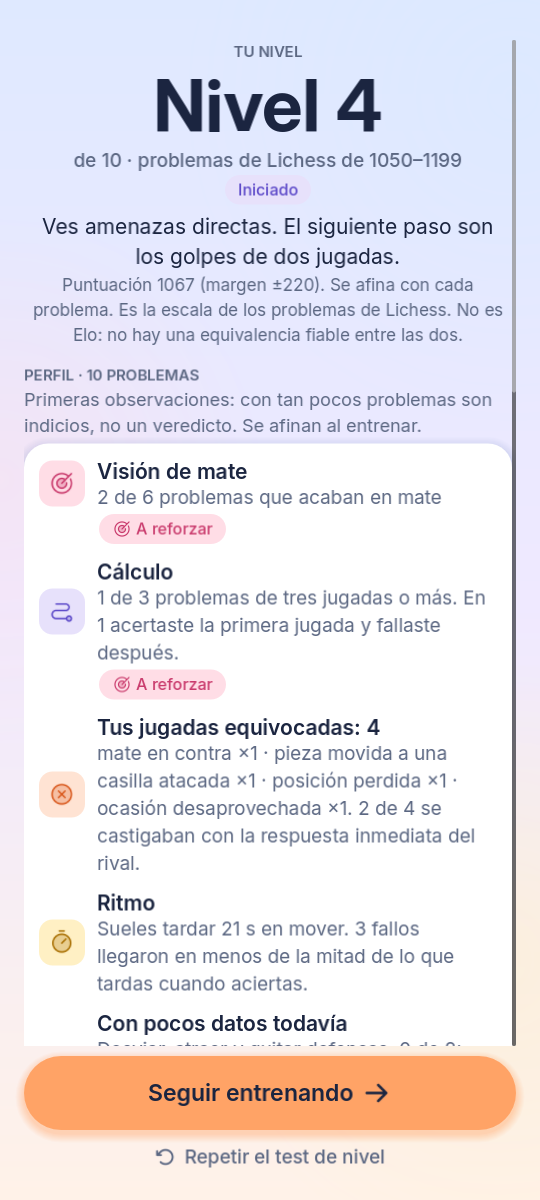 TU NIVEL
Nivel 4
de 10 · problemas de Lichess de 1050–1199
Iniciado
Ves amenazas directas. El siguiente paso son
los golpes de dos jugadas.
Puntuación 1067 (margen ±220). Se afina con cada
problema. Es la escala de los problemas de Lichess. No es
Elo: no hay una equivalencia fiable entre las dos.
PERFIL · 10 PROBLEMAS
Primeras observaciones: con tan pocos problemas son
indicios, no un veredicto. Se afinan al entrenar.
Visión de mate
2 de 6 problemas que acaban en mate
A reforzar
Cálculo
1 de 3 problemas de tres jugadas o más. En
1 acertaste la primera jugada y fallaste
después.
A reforzar
Tus jugadas equivocadas: 4
mate en contra ×1 · pieza movida a una
casilla atacada ×1 · posición perdida ×1 ·
ocasión desaprovechada ×1. 2 de 4 se
castigaban con la respuesta inmediata del
rival.
Ritmo
Sueles tardar 21 s en mover. 3 fallos
llegaron en menos de la mitad de lo que
tardas cuando aciertas.
Con pocos datos todavía
Seguir entrenando
Repetir el test de nivel